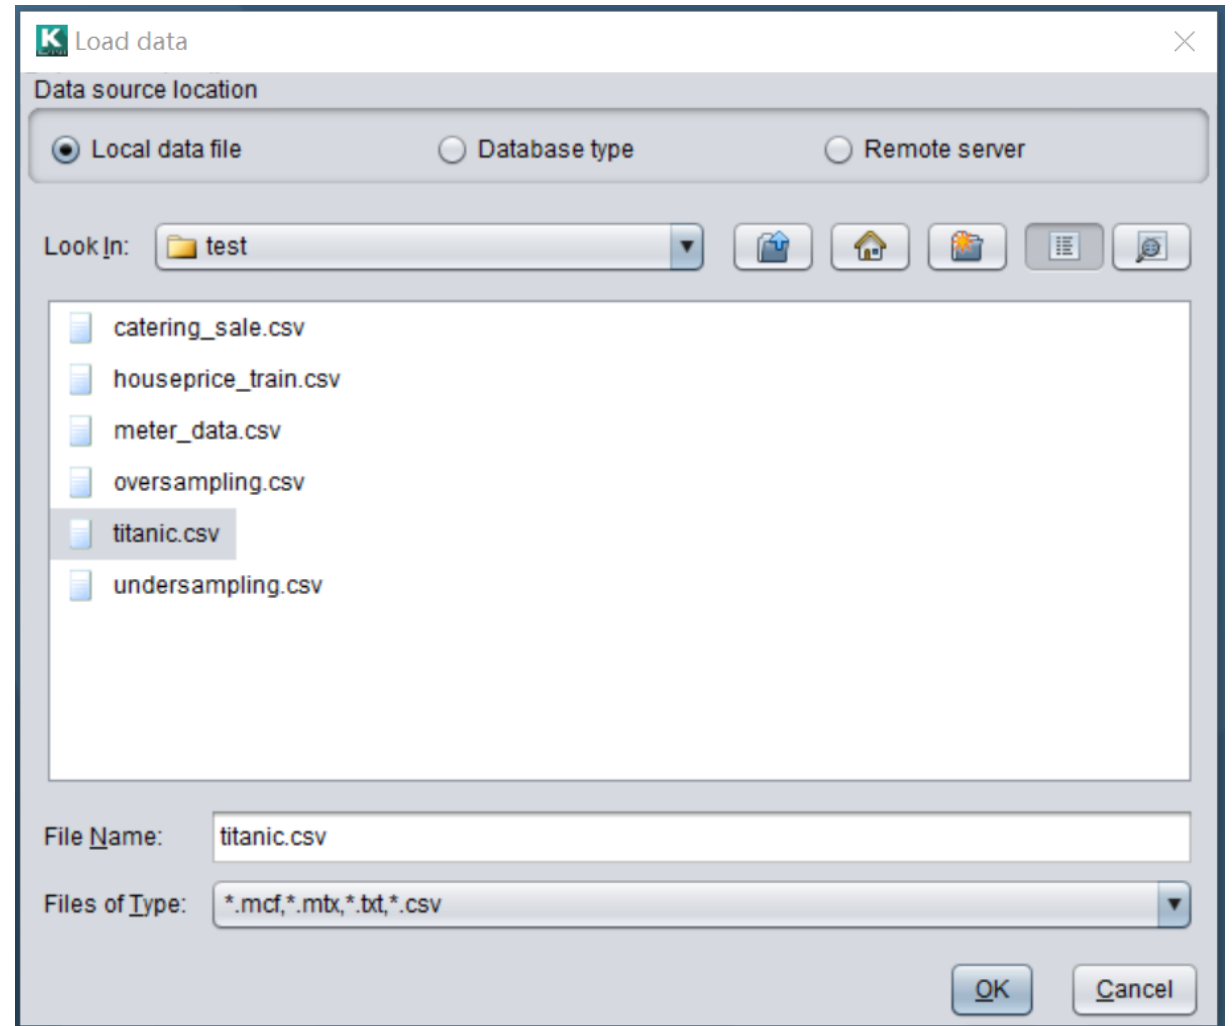 K Load data
Data source location
Local data file Database type Remote server
Look In: test
catering_sale.csv
houseprice_train.csv
meter_data.csv
oversampling.csv
titanic.csv
undersampling.csv
File Name: titanic.csv
Files of Type: *.mcf,*.mtx,*.txt,*.csv
OK Cancel